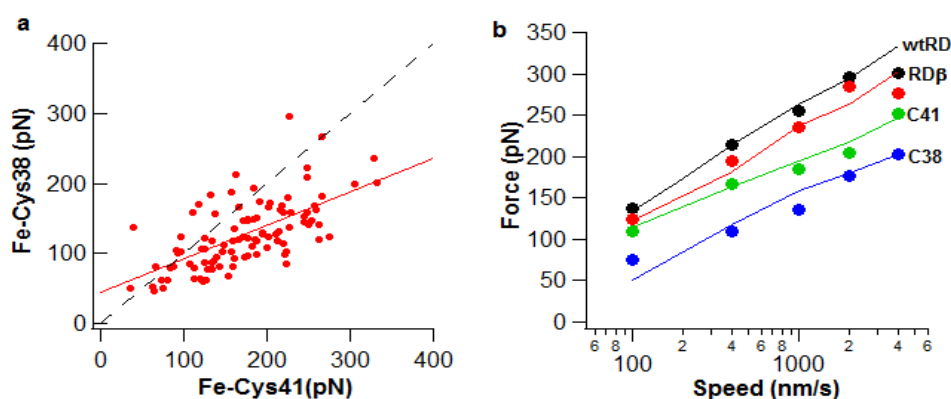 a
Fe-Cys38 (pN)
400
300
200
100
0
0 100 200 300 400
Fe-Cys41(pN)
b
Force (pN)
350
300
250
200
150
100
50
0
wtRD
RDβ
C41
C38
6 8 2 4 6 8 2 4 6
100 1000
Speed (nm/s)